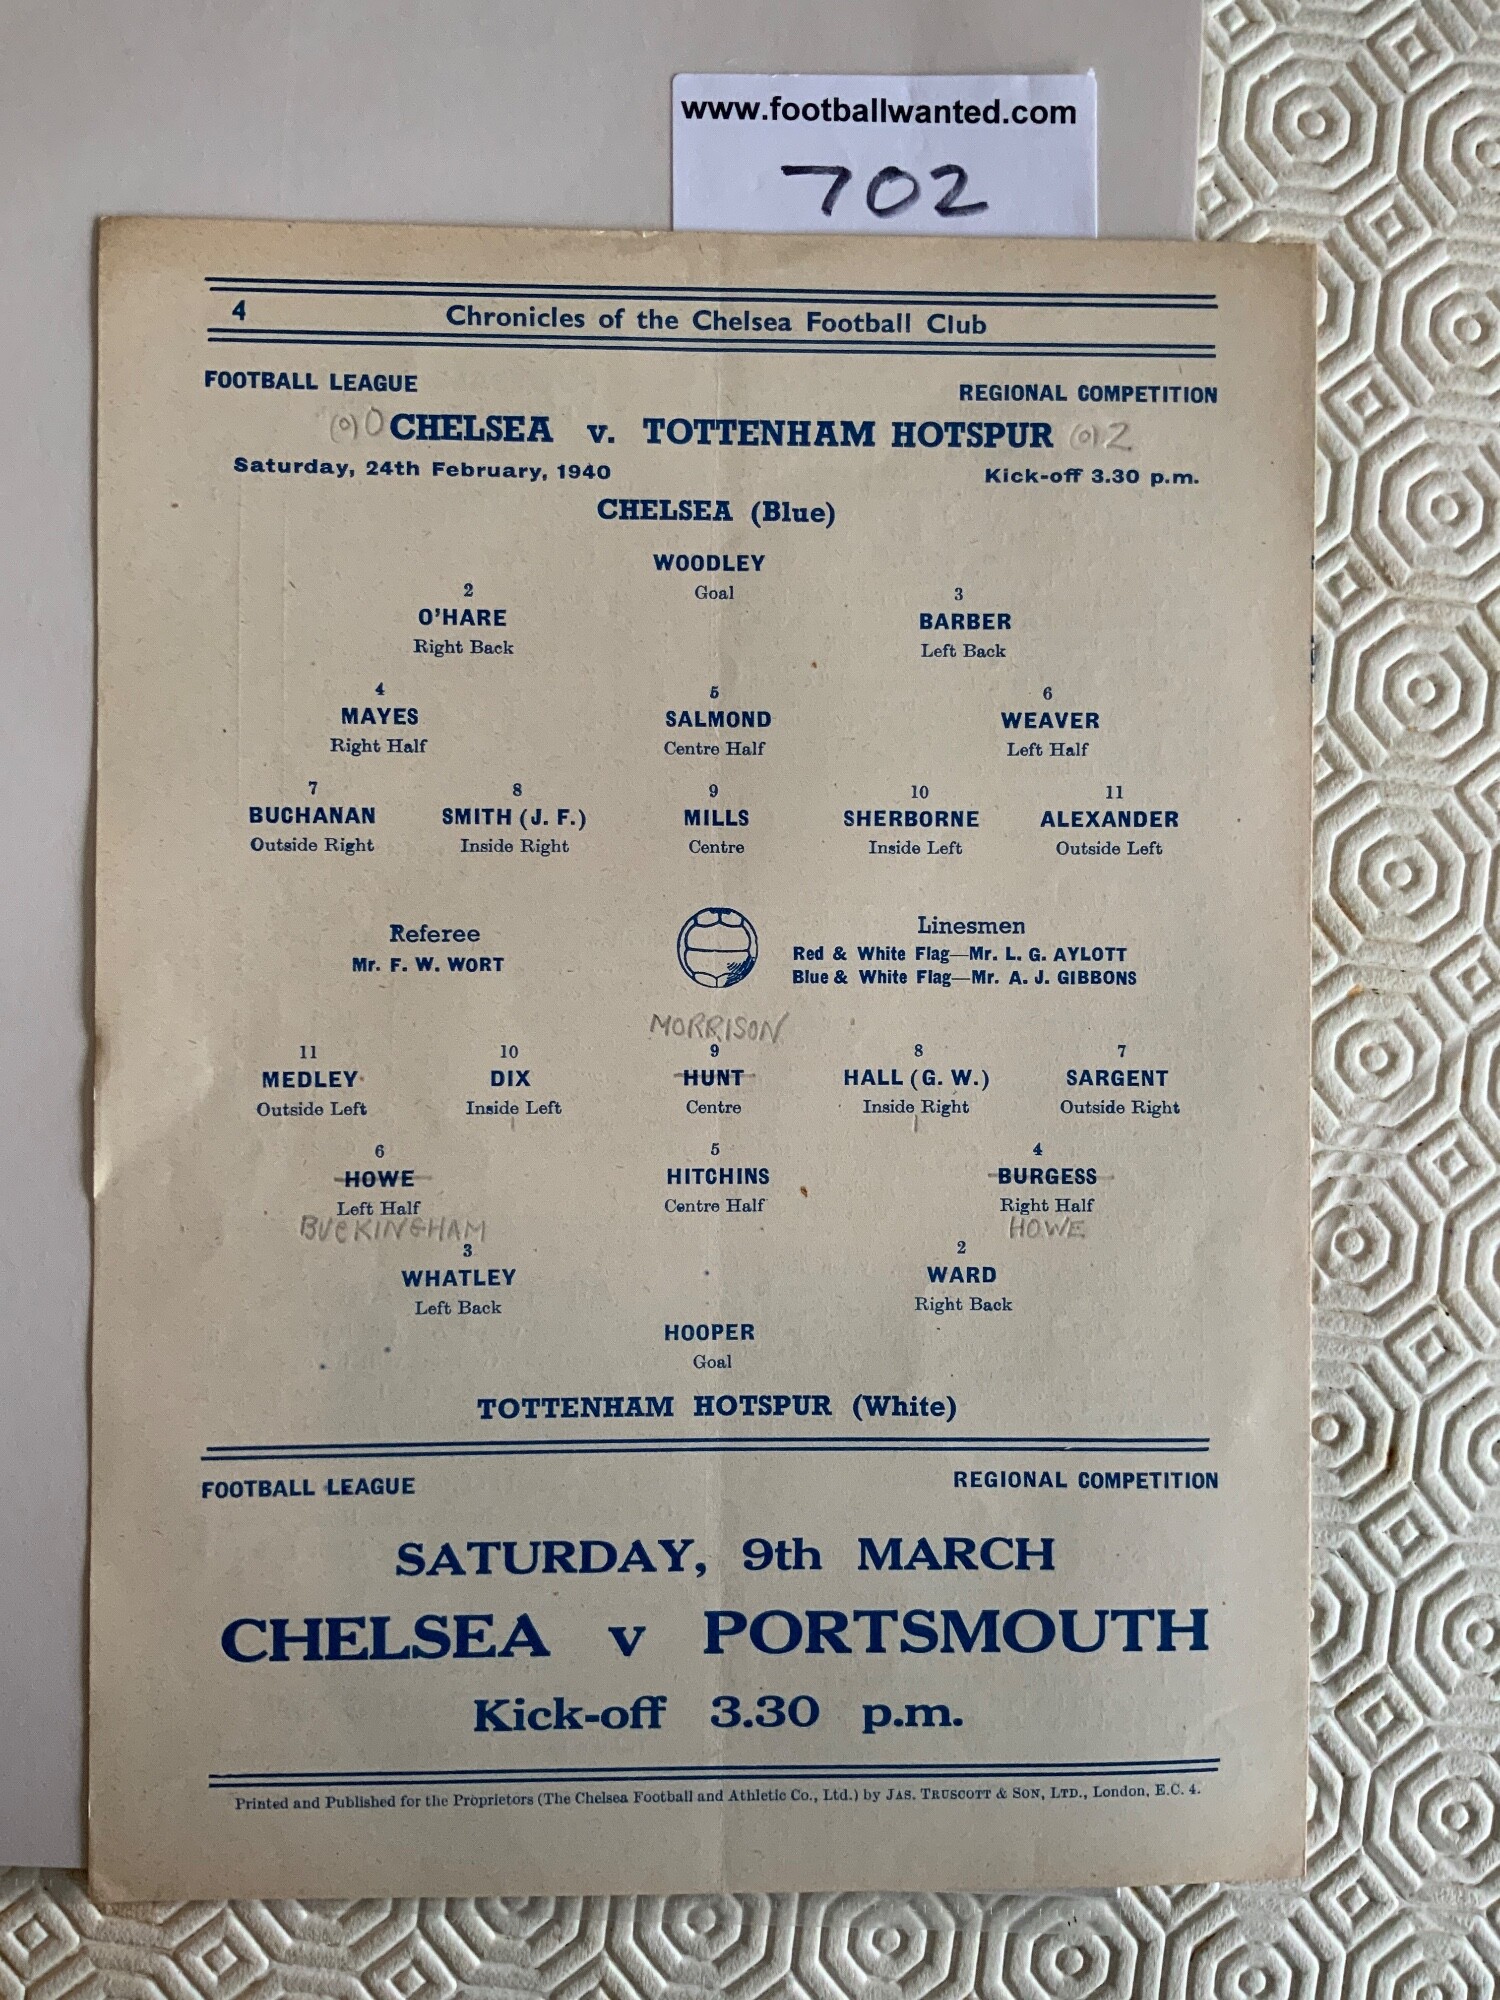 www.footballwanted.com
702
4 Chronicles of the Chelsea Football Club
FOOTBALL LEAGUE REGIONAL COMPETITION
(0) 0 CHELSEA v. TOTTENHAM HOTSPUR (0) 2
Saturday, 24th February, 1940 Kick-off 3.30 p.m.
CHELSEA (Blue)
WOODLEY
Goal
2 3
O'HARE BARBER
Right Back Left Back
4 5 6
MAYES SALMOND WEAVER
Right Half Centre Half Left Half
7 8 9 10 11
BUCHANAN SMITH (J. F.) MILLS SHERBORNE ALEXANDER
Outside Right Inside Right Centre Inside Left Outside Left
Referee Linesmen
Mr. F. W. WORT Red & White Flag—Mr. L. G. AYLOTT
Blue & White Flag—Mr. A. J. GIBBONS
MORRISON
11 10 9 8 7
MEDLEY DIX HUNT HALL (G. W.) SARGENT
Outside Left Inside Left Centre Inside Right Outside Right
6 5 4
HOWE HITCHINS BURGESS
Left Half Centre Half Right Half
BUCKINGHAM HOWE
3 2
WHATLEY WARD
Left Back Right Back
HOOPER
Goal
TOTTENHAM HOTSPUR (White)
FOOTBALL LEAGUE REGIONAL COMPETITION
SATURDAY, 9th MARCH
CHELSEA v PORTSMOUTH
Kick-off 3.30 p.m.
Printed and Published for the Proprietors (The Chelsea Football and Athletic Co., Ltd.) by JAS. TRUSCOTT & SON, LTD., London, E.C. 4.